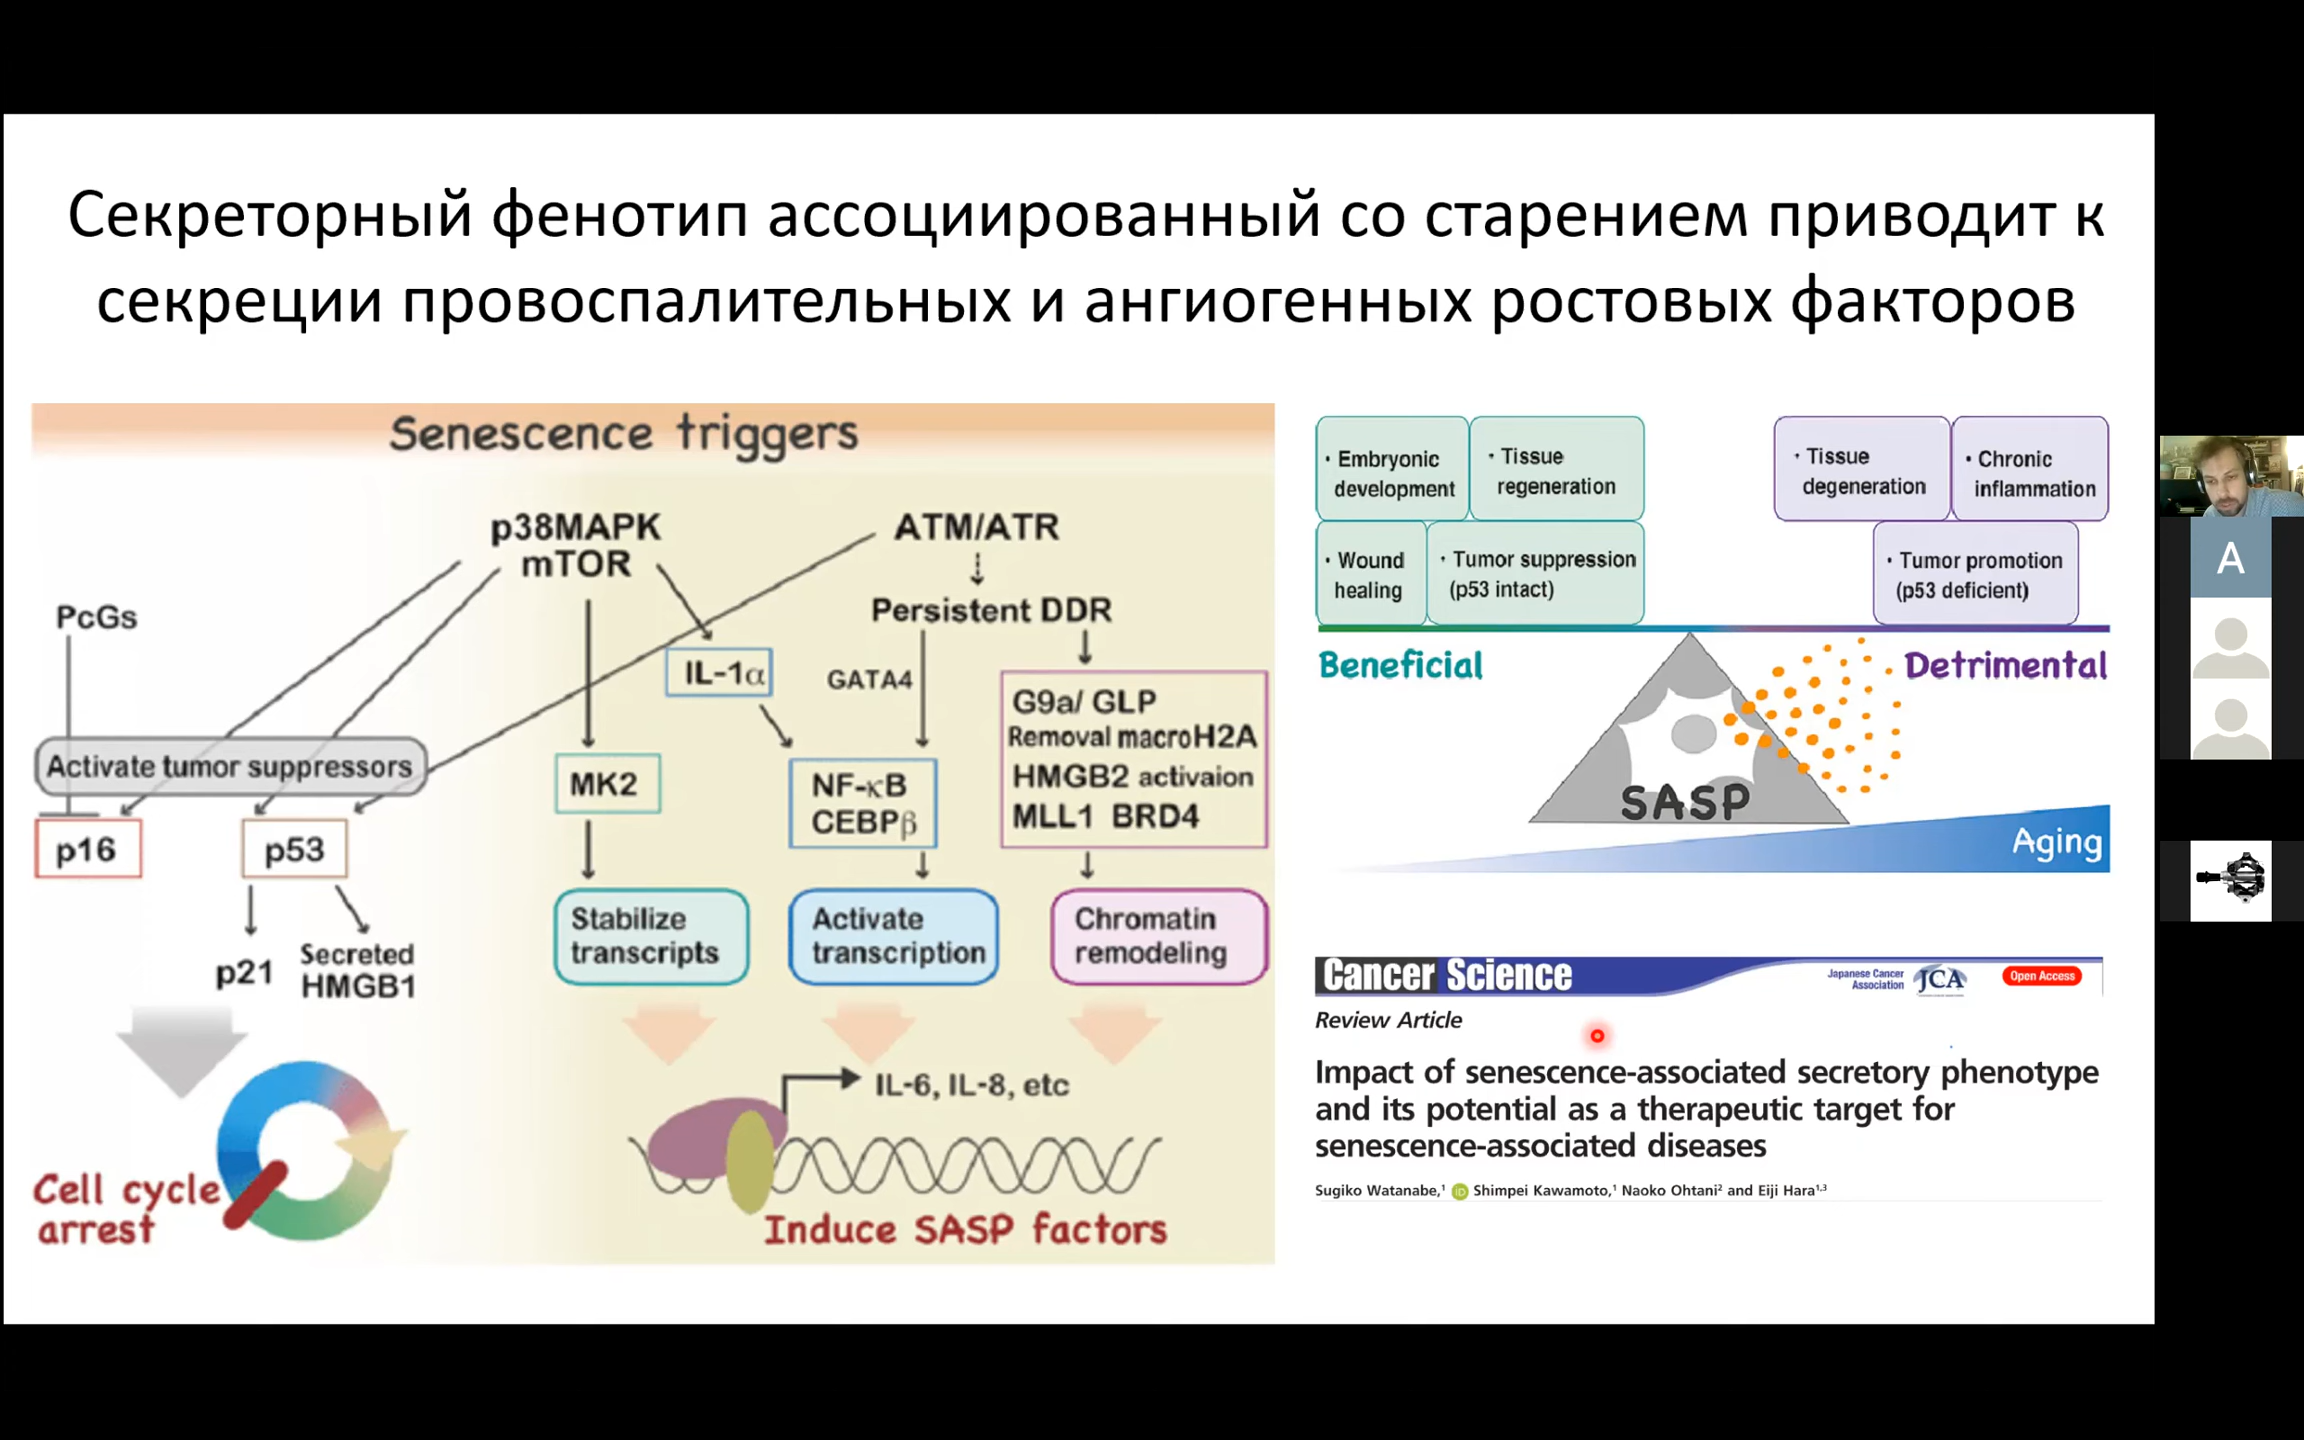 Секреторный фенотип ассоциированный со старением приводит к
секреции провоспалительных и ангиогенных ростовых факторов
Senescence triggers
p38MAPK
mTOR
ATM/ATR
Persistent DDR
PcGs
IL-1α
GATA4
G9a/ GLP
Removal macroH2A
HMGB2 activaion
MLL1 BRD4
Activate tumor suppressors
MK2
NF-κB
CEBPβ
p16
p53
p21
Secreted
HMGB1
Stabilize
transcripts
Activate
transcription
Chromatin
remodeling
IL-6, IL-8, etc
Cell cycle
arrest
Induce SASP factors
· Embryonic
development
· Tissue
regeneration
· Wound
healing
· Tumor suppression
(p53 intact)
· Tissue
degeneration
· Chronic
inflammation
· Tumor promotion
(p53 deficient)
Beneficial
Detrimental
SASP
Aging
Cancer Science
Japanese Cancer
Association
JCA
Open Access
Review Article
Impact of senescence-associated secretory phenotype
and its potential as a therapeutic target for
senescence-associated diseases
Sugiko Watanabe,¹ iD Shimpei Kawamoto,¹ Naoko Ohtani² and Eiji Hara¹,³
A